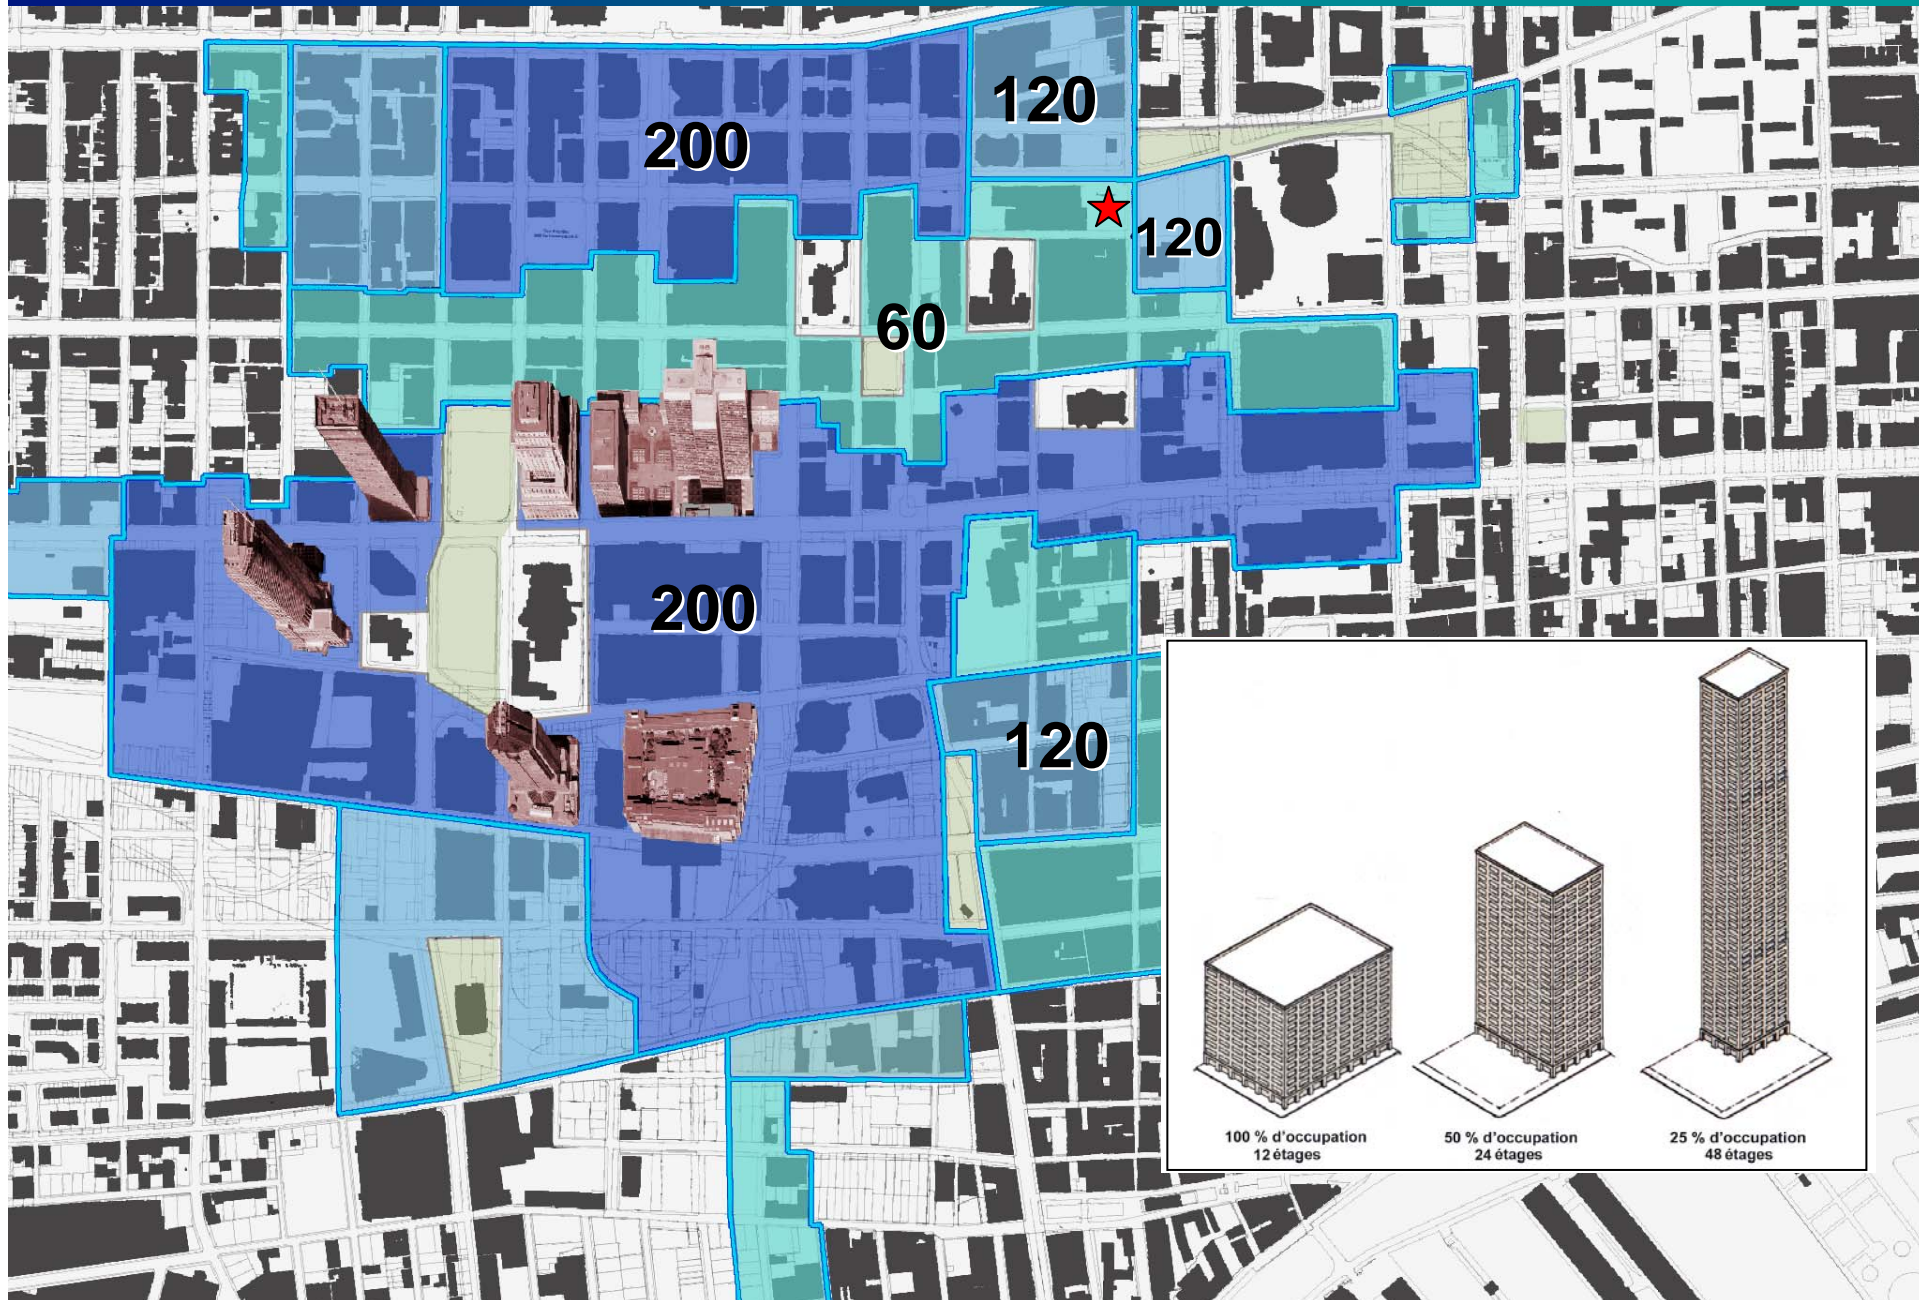 120
200
120
60
200
120
100 % d'occupation
12 étages
50 % d'occupation
24 étages
25 % d'occupation
48 étages